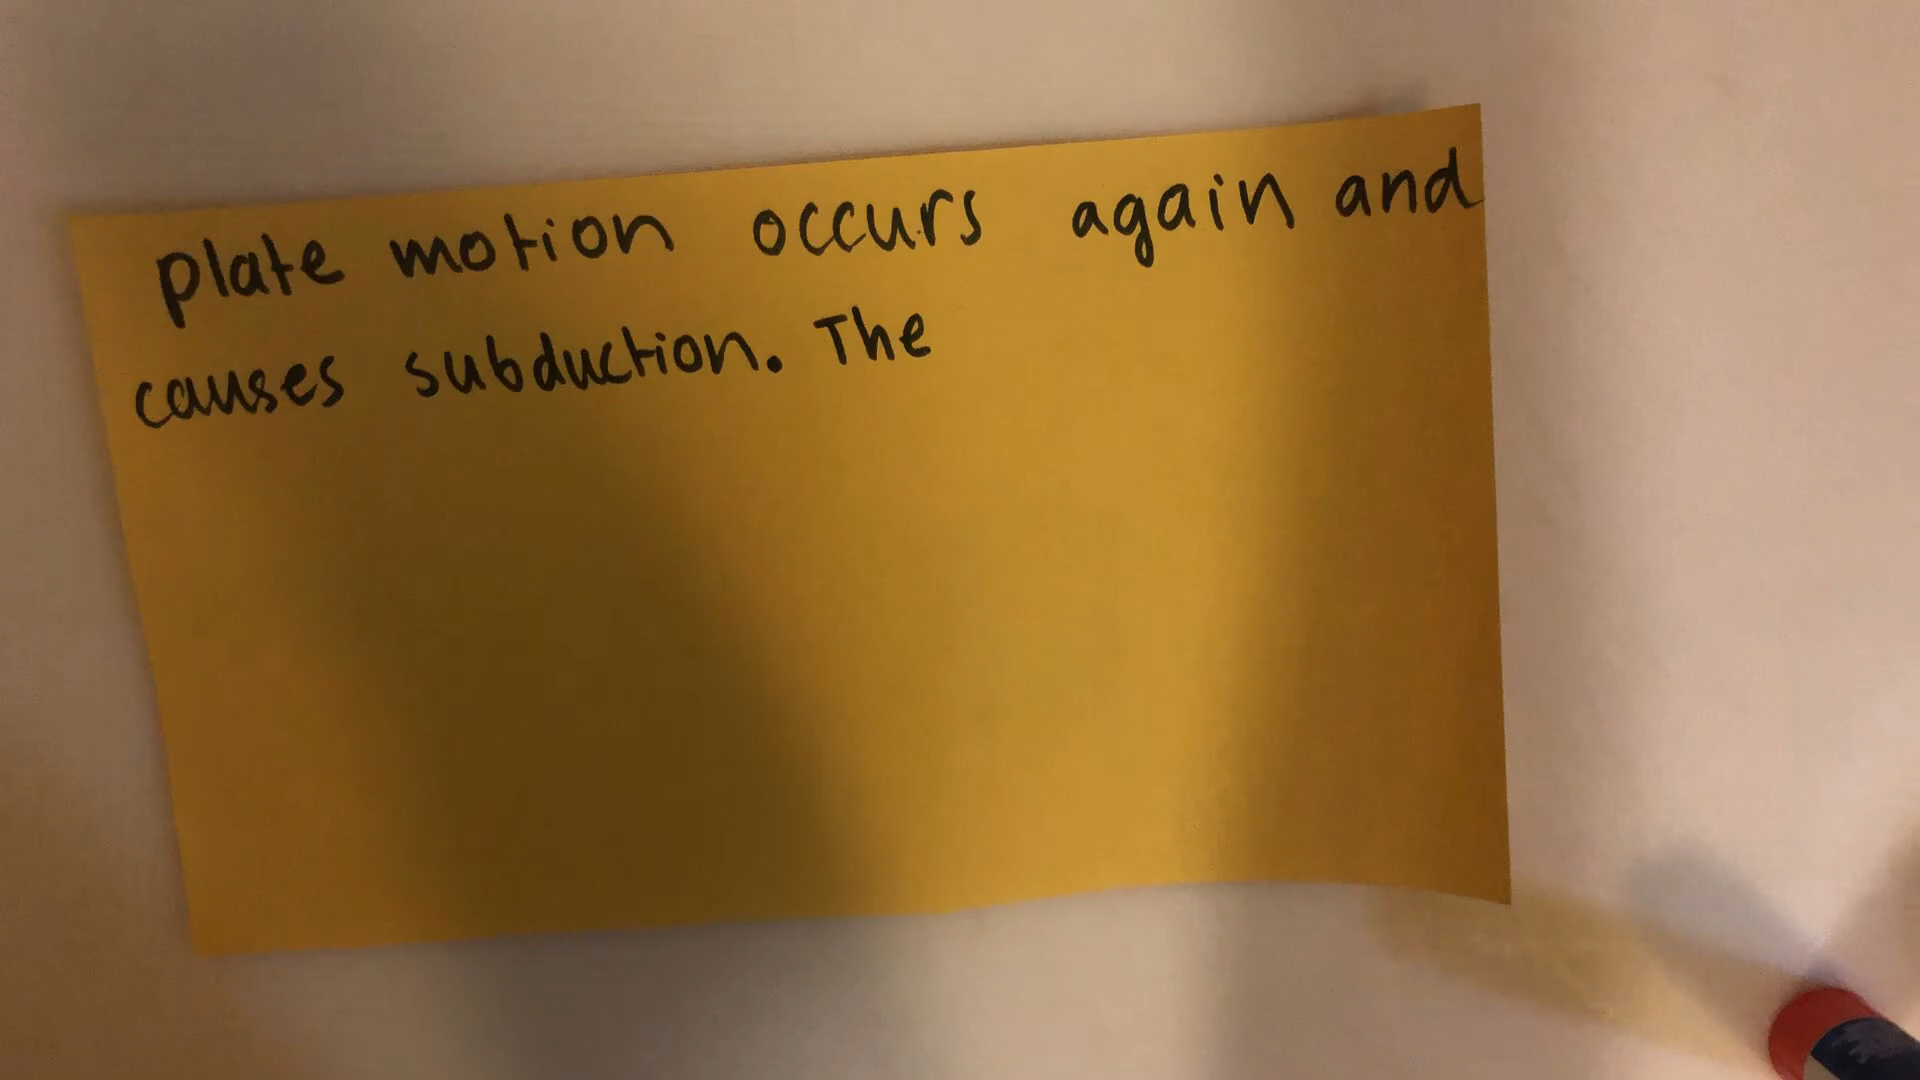 plate motion occurs again and
causes subduction. The